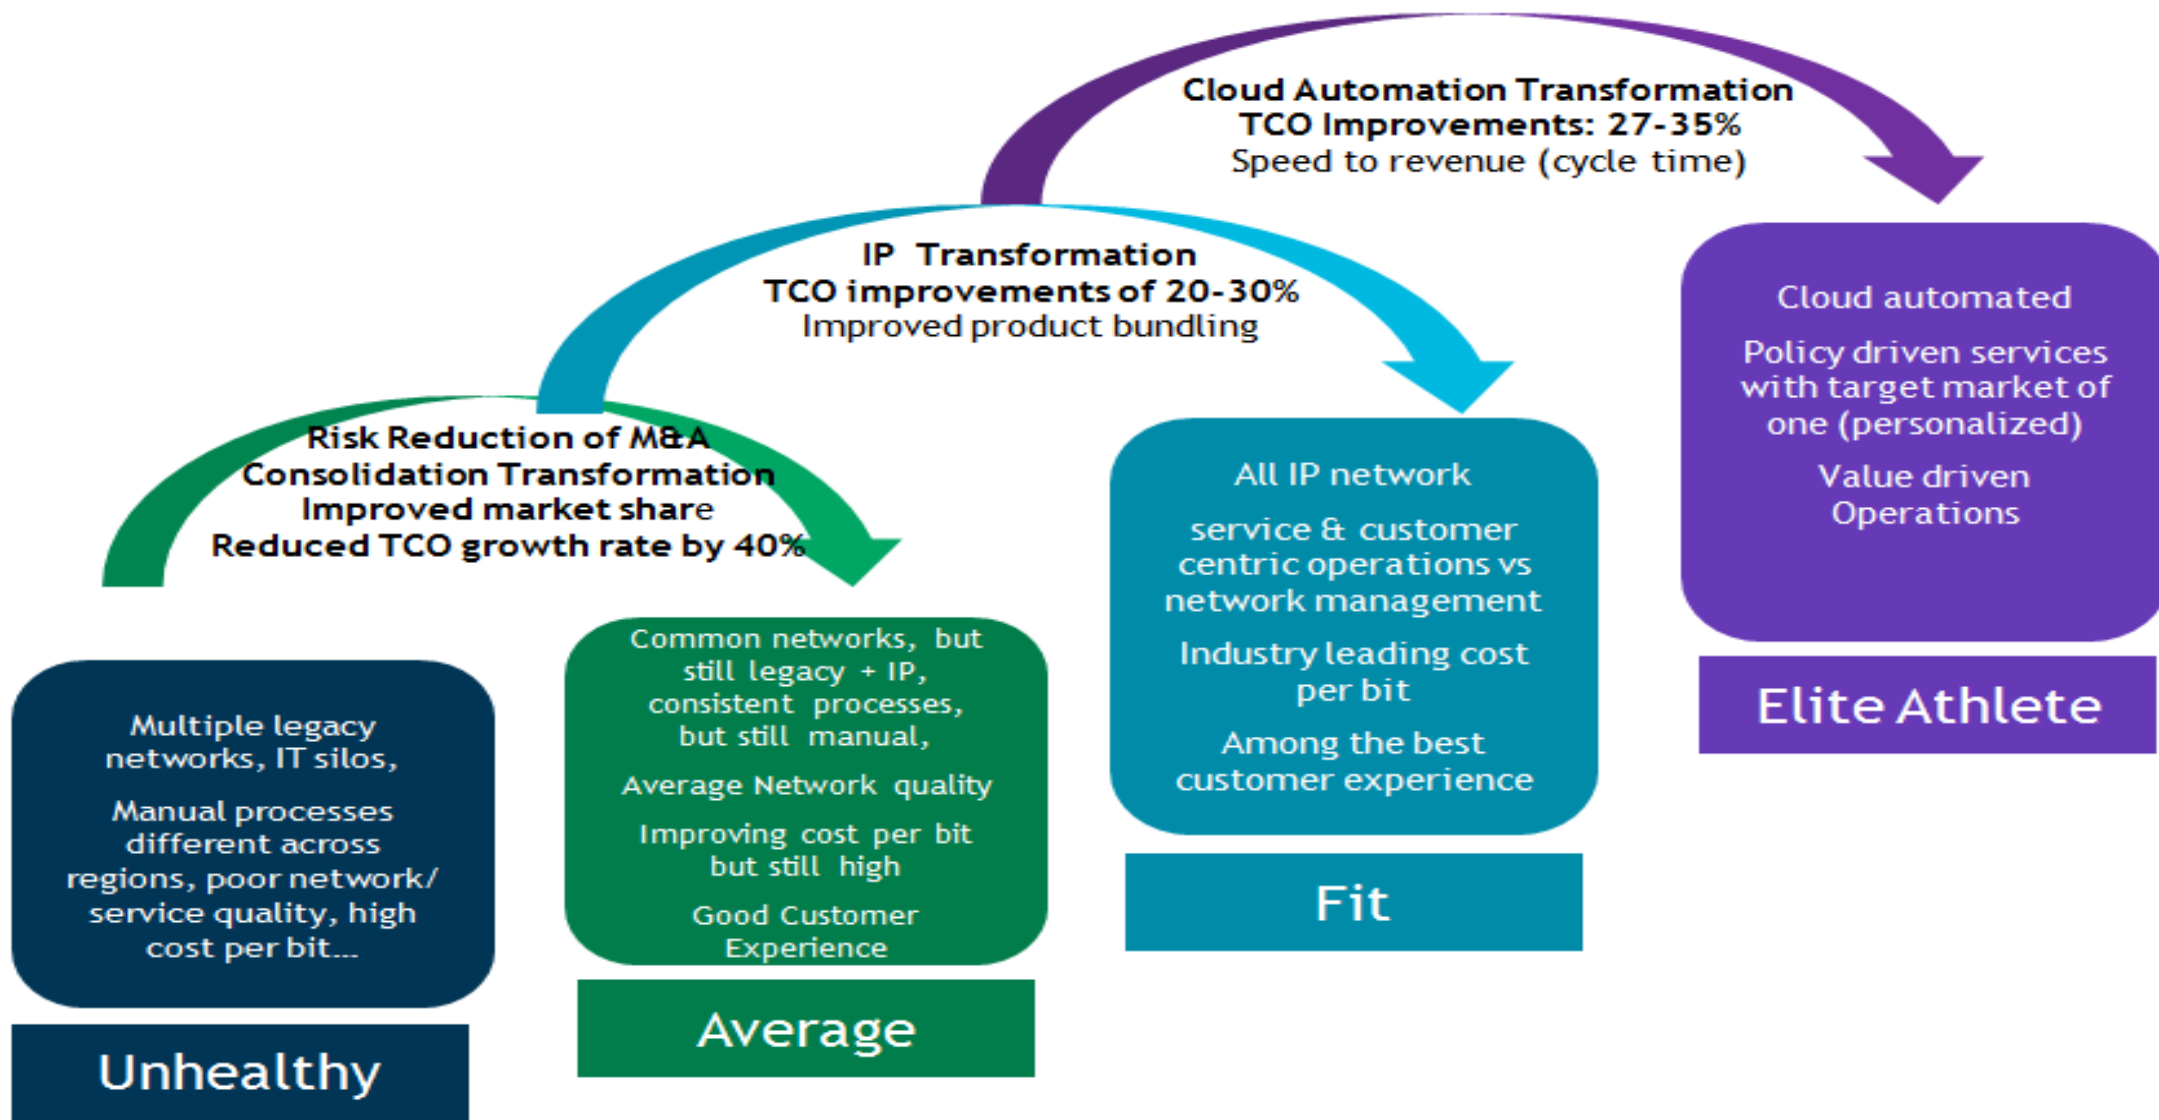 Cloud Automation Transformation
TCO Improvements: 27-35%
Speed to revenue (cycle time)
IP Transformation
TCO improvements of 20-30%
Improved product bundling
Risk Reduction of M&A
Consolidation Transformation
Improved market share
Reduced TCO growth rate by 40%
Multiple legacy
networks, IT silos,
Manual processes
different across
regions, poor network/
service quality, high
cost per bit...
Unhealthy
Common networks, but
still legacy + IP,
consistent processes,
but still manual,
Average Network quality
Improving cost per bit
but still high
Good Customer
Experience
Average
All IP network
service & customer
centric operations vs
network management
Industry leading cost
per bit
Among the best
customer experience
Fit
Cloud automated
Policy driven services
with target market of
one (personalized)
Value driven
Operations
Elite Athlete